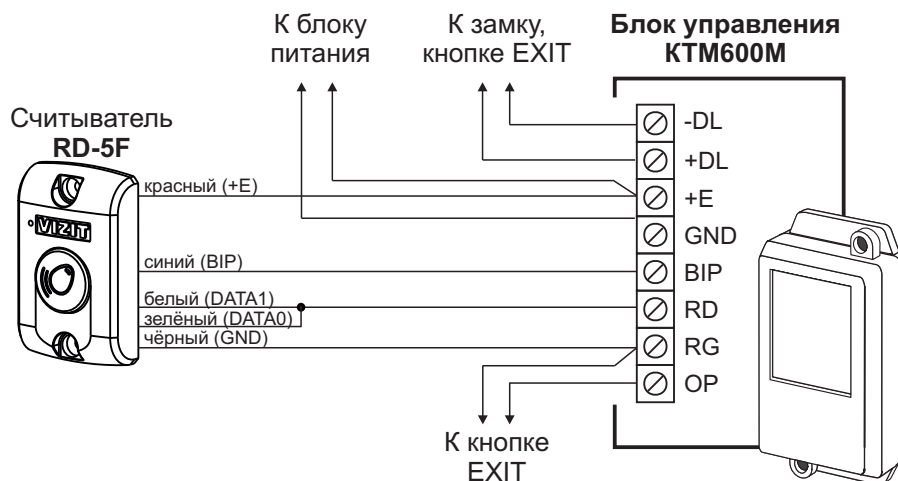 К блоку
питания
К замку,
кнопке EXIT
Блок управления
КТМ600М
Считыватель
RD-5F
VIZIT
красный (+E)
синий (BIP)
белый (DATA1)
зелёный (DATA0)
чёрный (GND)
-DL
+DL
+E
GND
BIP
RD
RG
OP
К кнопке
EXIT